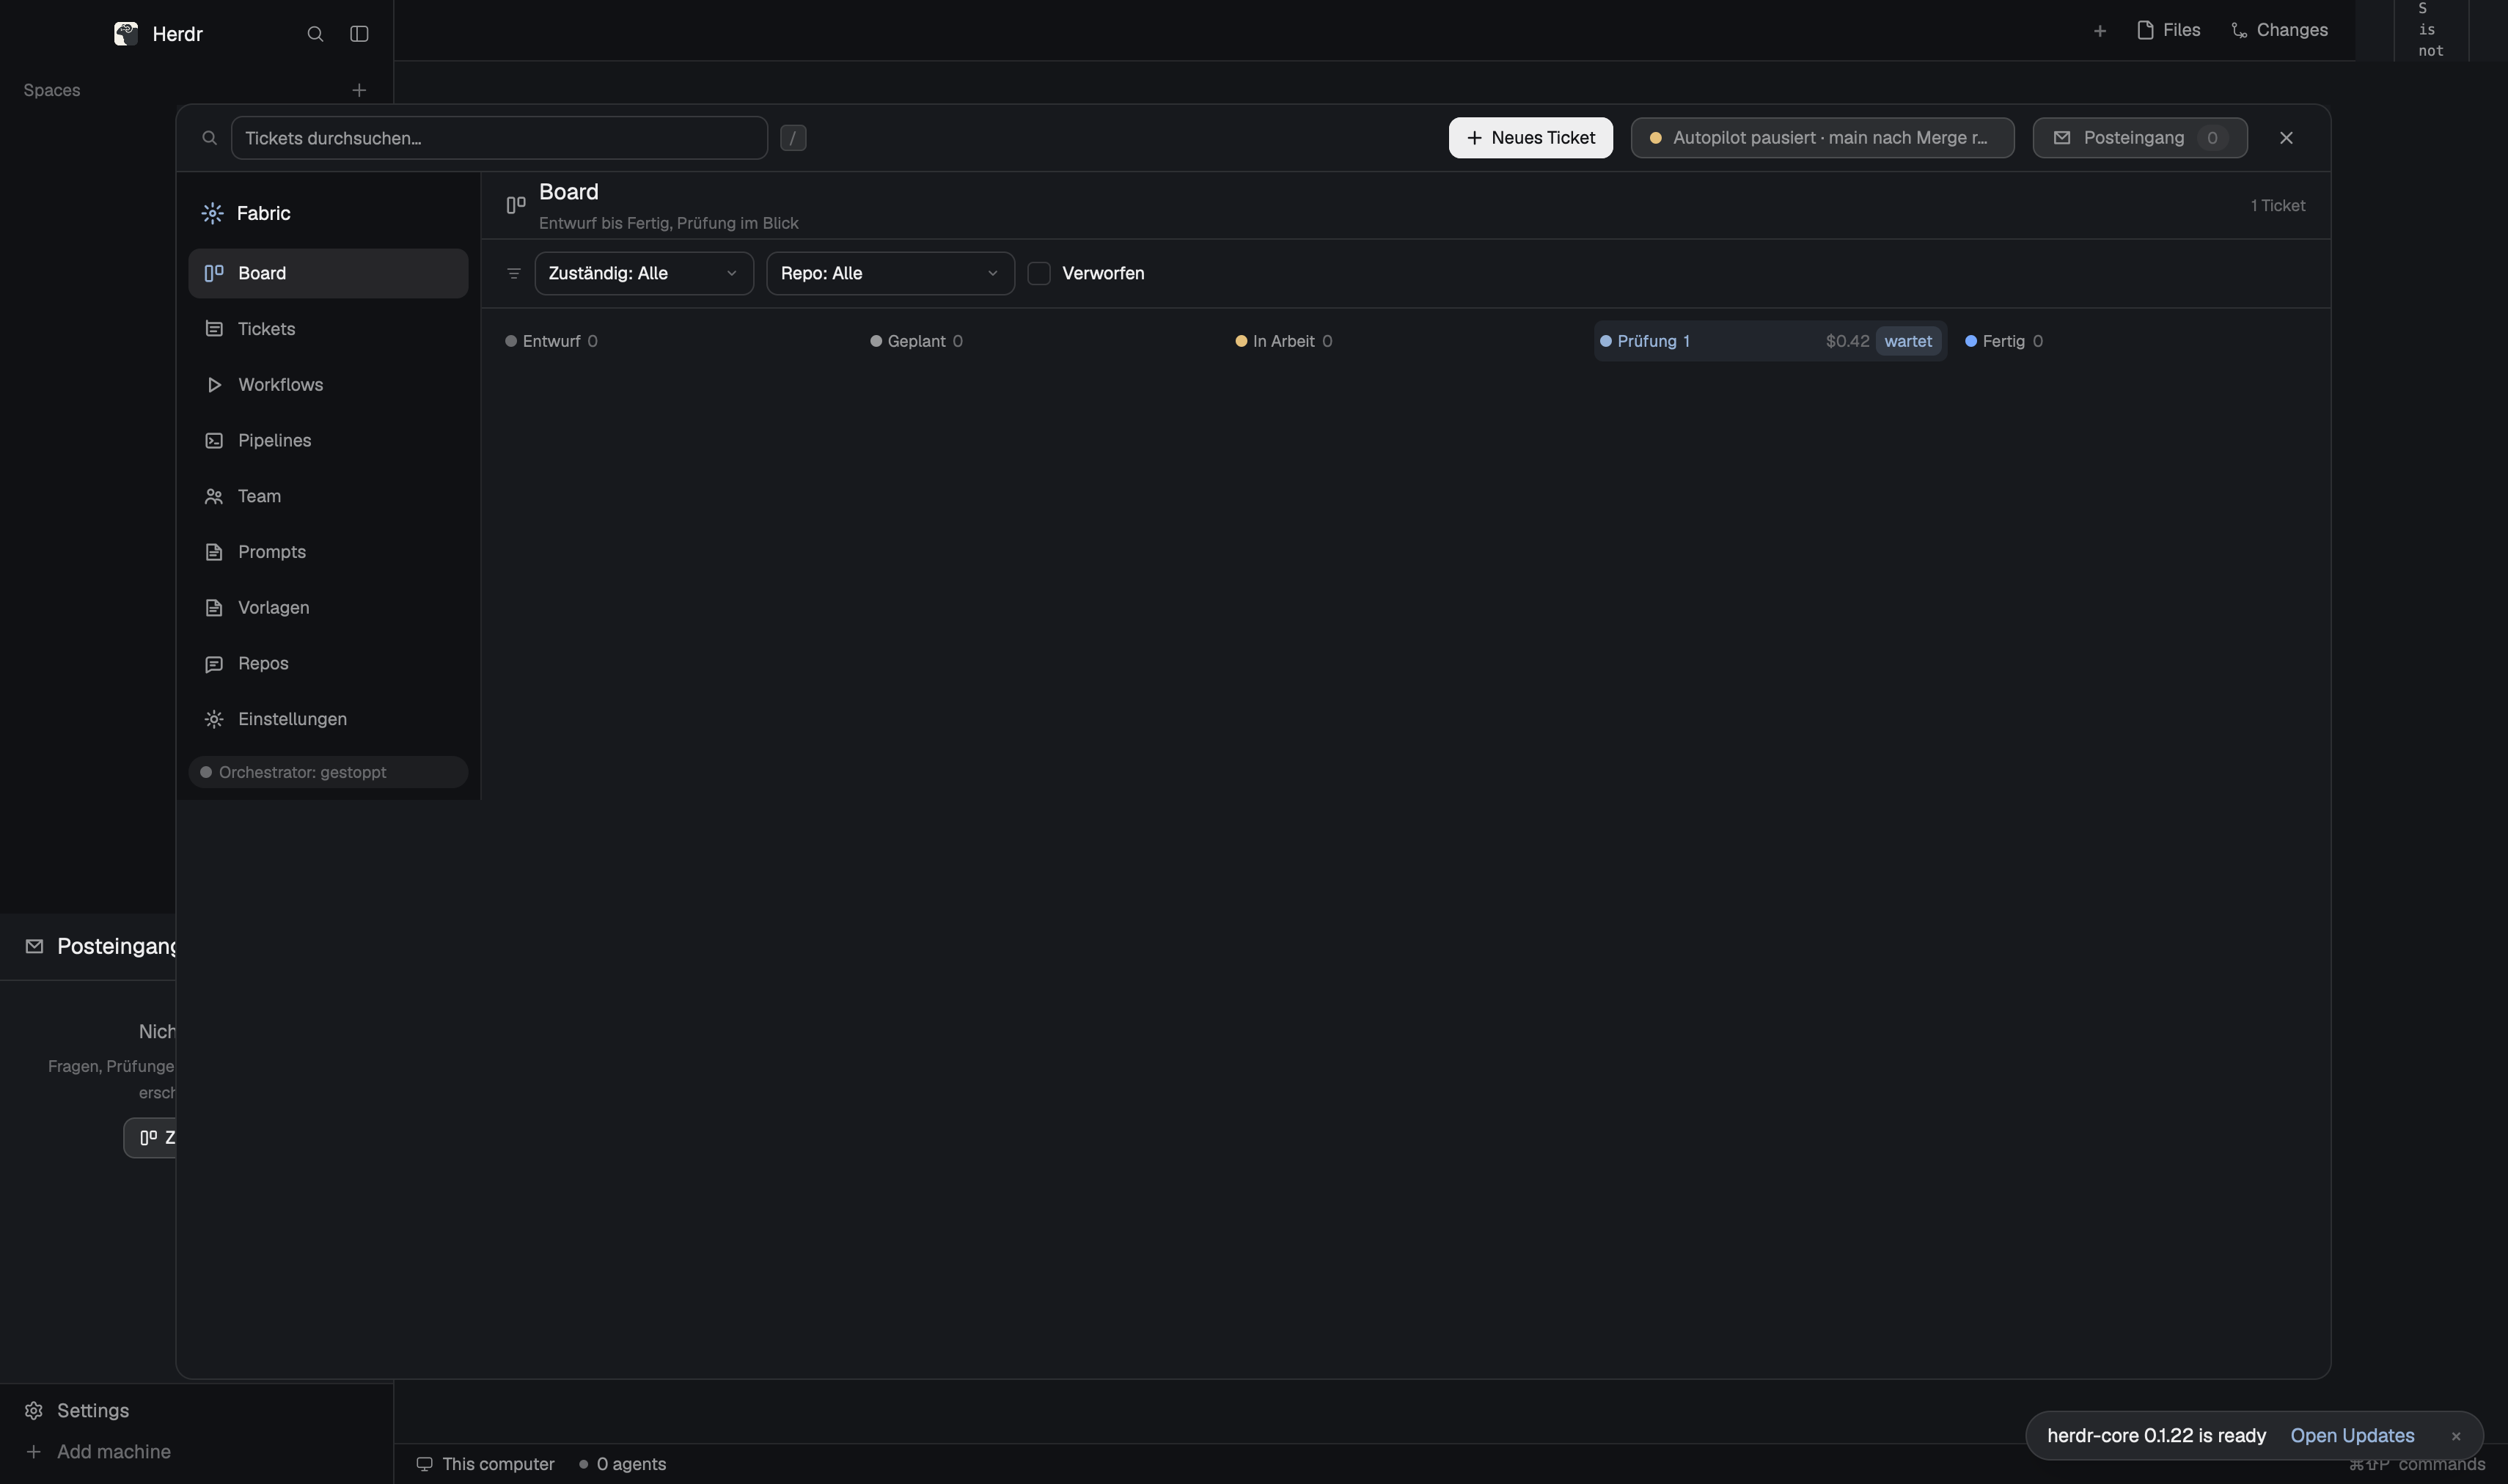 Herdr
Files
Changes
S
is
not
Spaces
Tickets durchsuchen...
/
Neues Ticket
Autopilot pausiert · main nach Merge r...
Posteingang 0
Fabric
Board
Entwurf bis Fertig, Prüfung im Blick
1 Ticket
Board
Tickets
Workflows
Pipelines
Team
Prompts
Vorlagen
Repos
Einstellungen
Orchestrator: gestoppt
Zuständig: Alle
Repo: Alle
Verworfen
Entwurf 0
Geplant 0
In Arbeit 0
Prüfung 1
$0.42
wartet
Fertig 0
Posteingang
Nich
Fragen, Prüfunge
ersch
Z
Settings
Add machine
This computer
0 agents
herdr-core 0.1.22 is ready
Open Updates
⌘⇧P commands